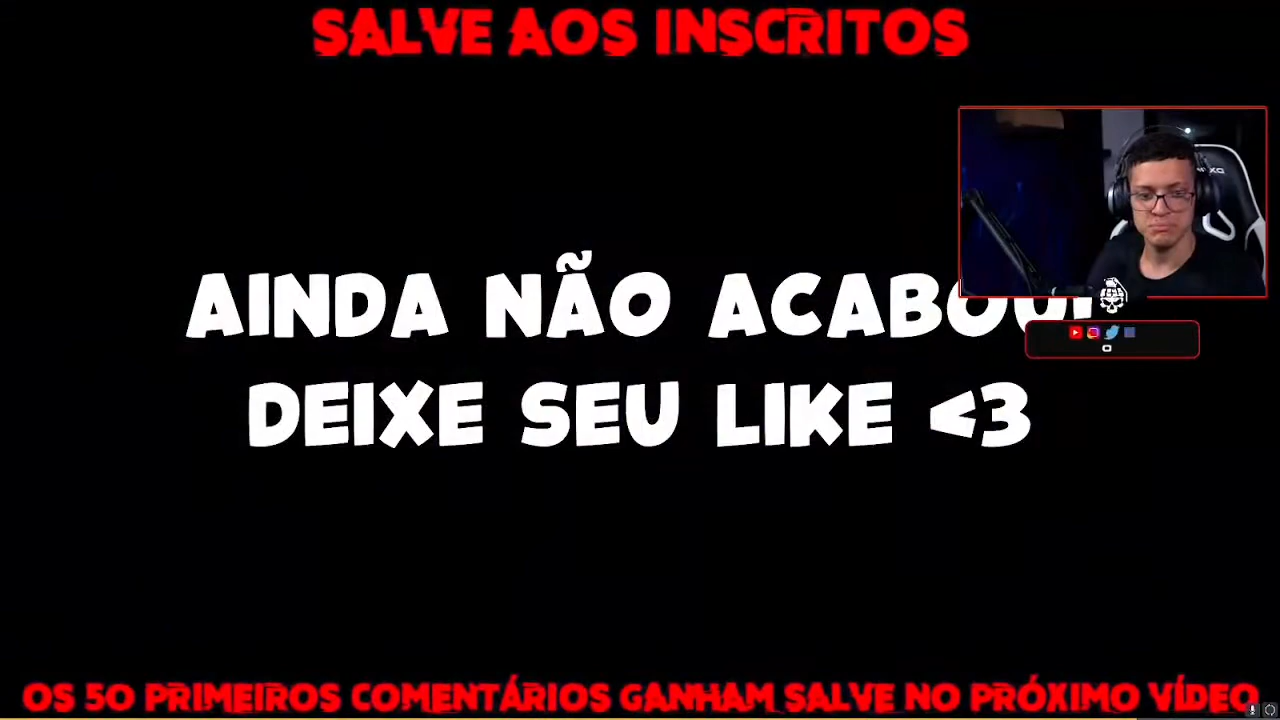 SALVE AOS INSCRITOS
AINDA NÃO ACABOU!
DEIXE SEU LIKE <3
OS 50 PRIMEIROS COMENTÁRIOS GANHAM SALVE NO PRÓXIMO VÍDEO